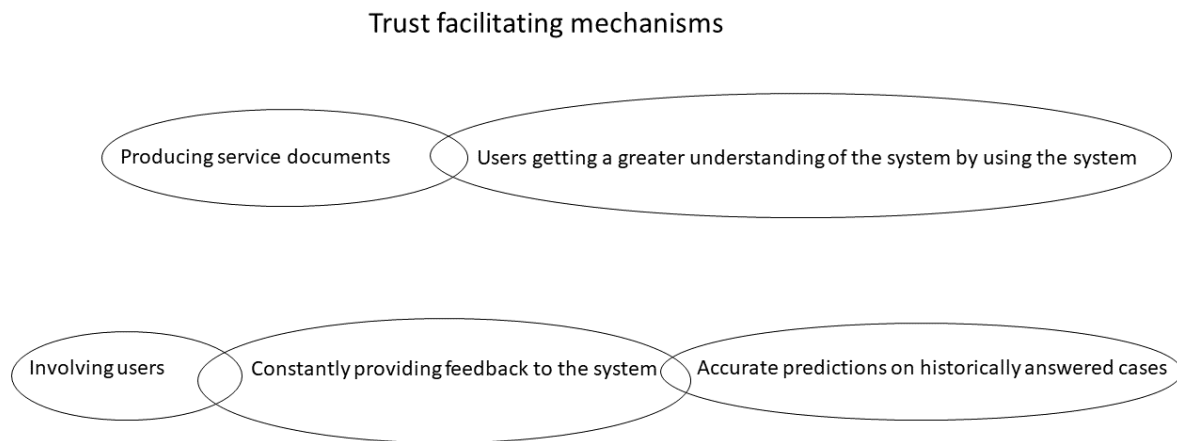 Trust facilitating mechanisms
Producing service documents
Users getting a greater understanding of the system by using the system
Involving users
Constantly providing feedback to the system
Accurate predictions on historically answered cases